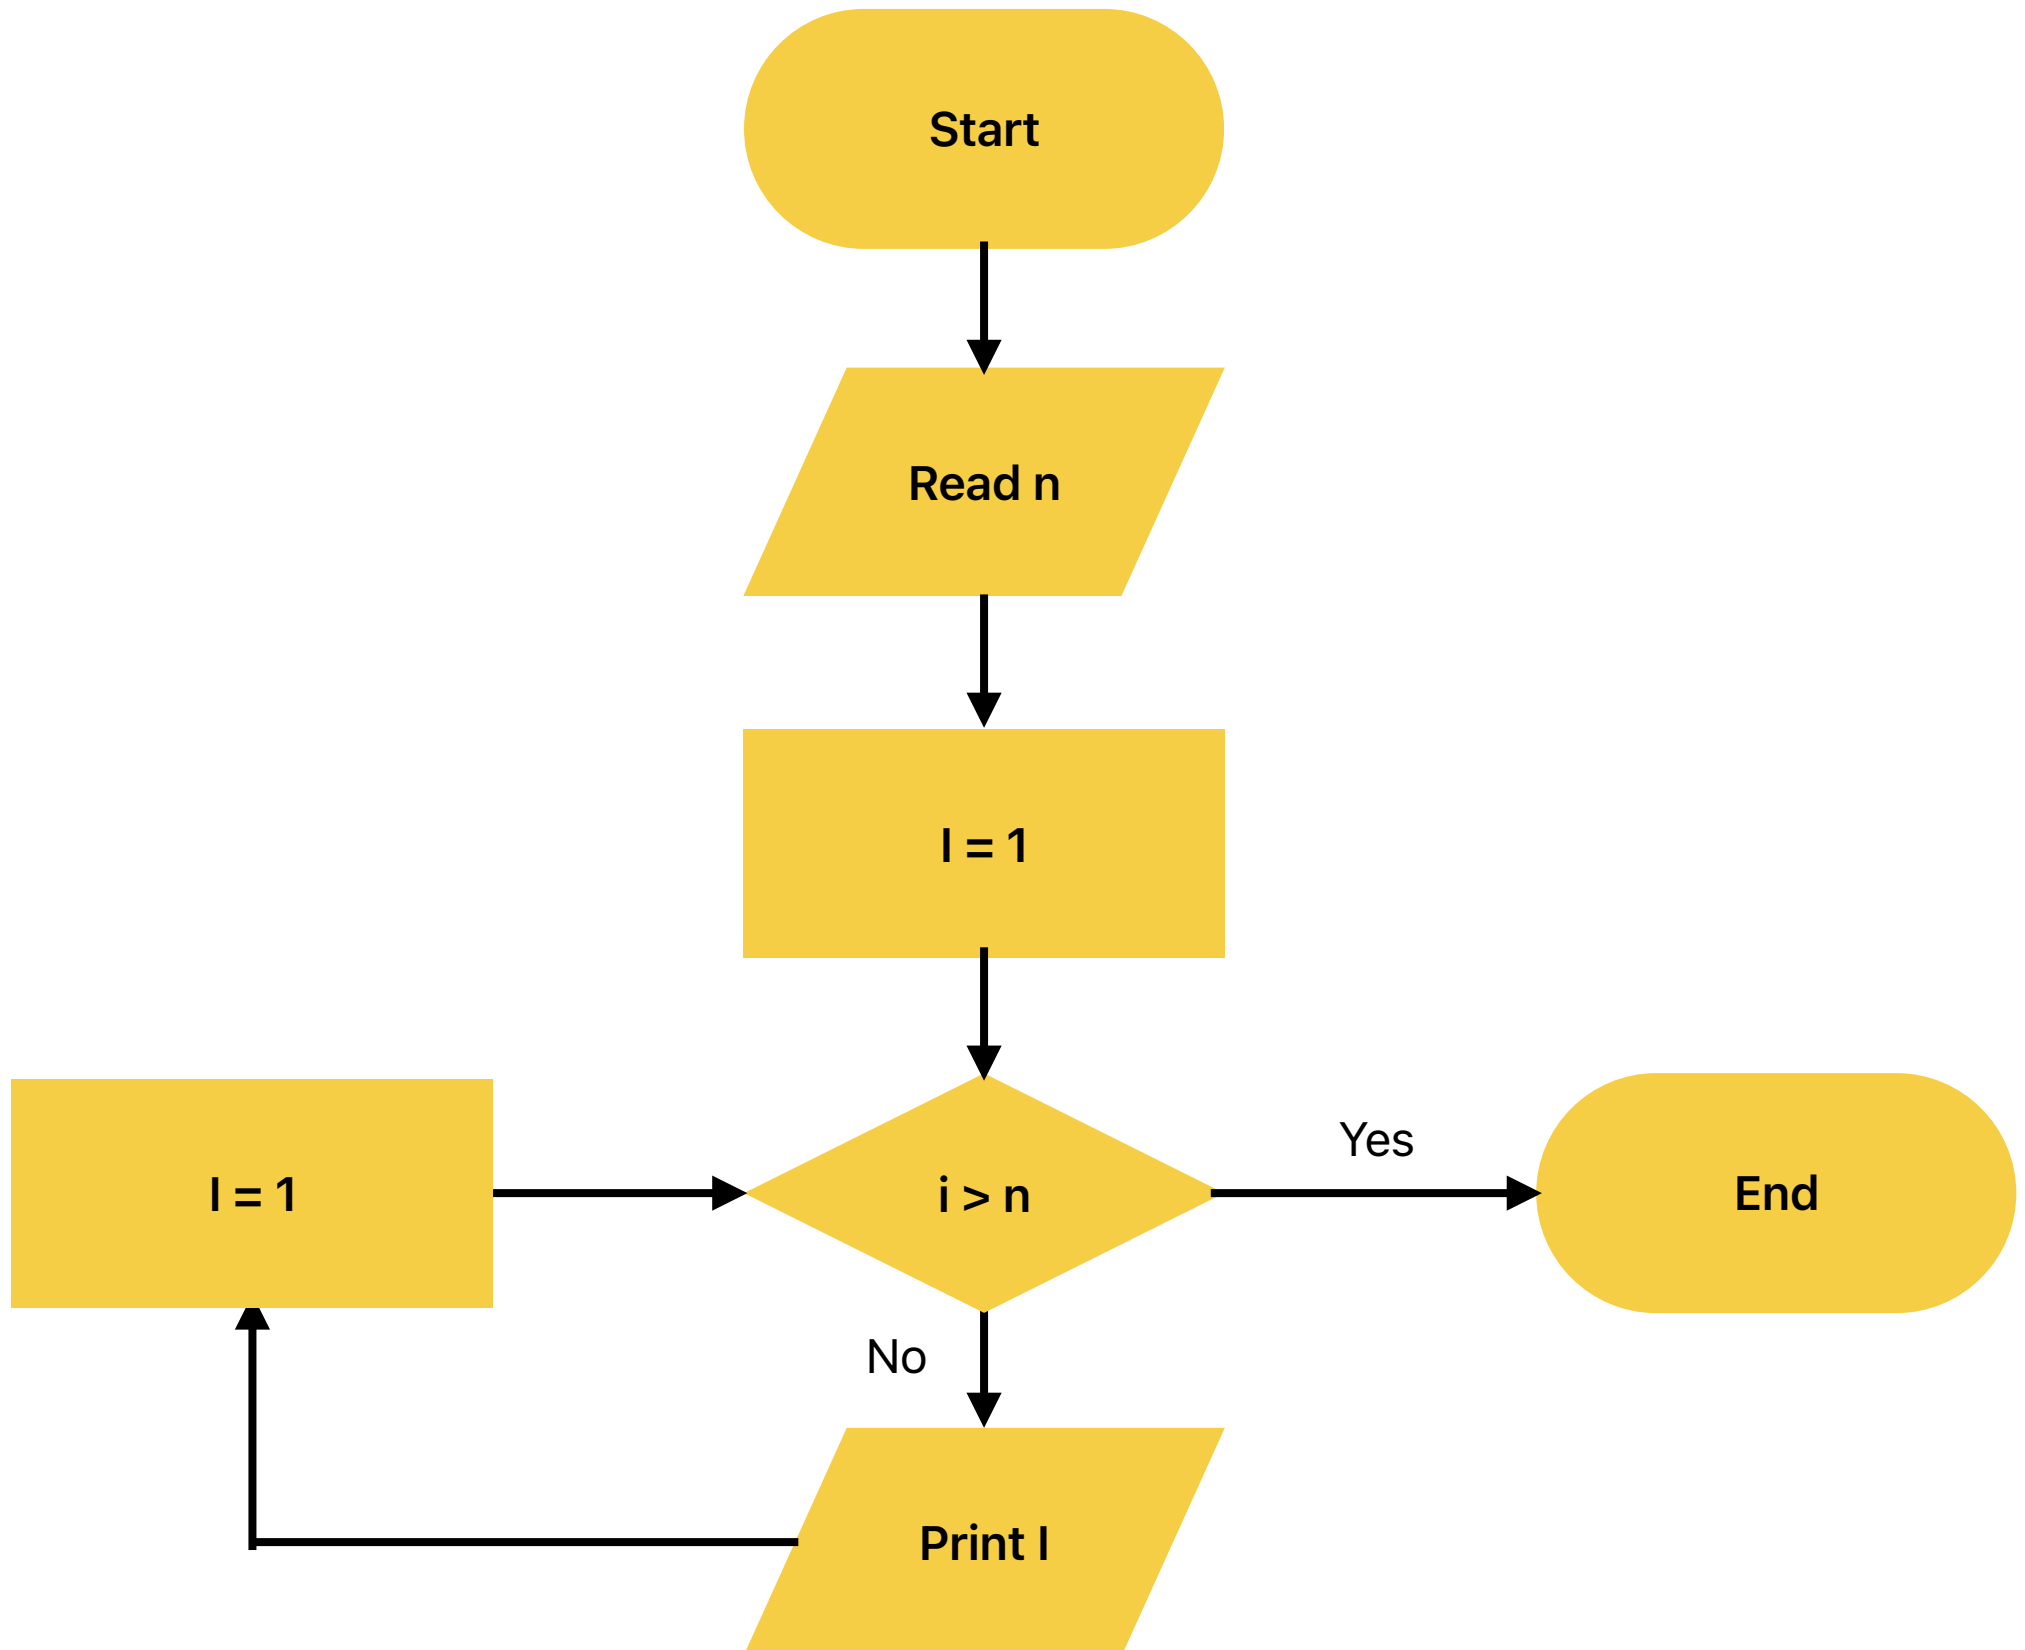 Start
Read n
I = 1
I = 1
i > n
Yes
End
No
Print I